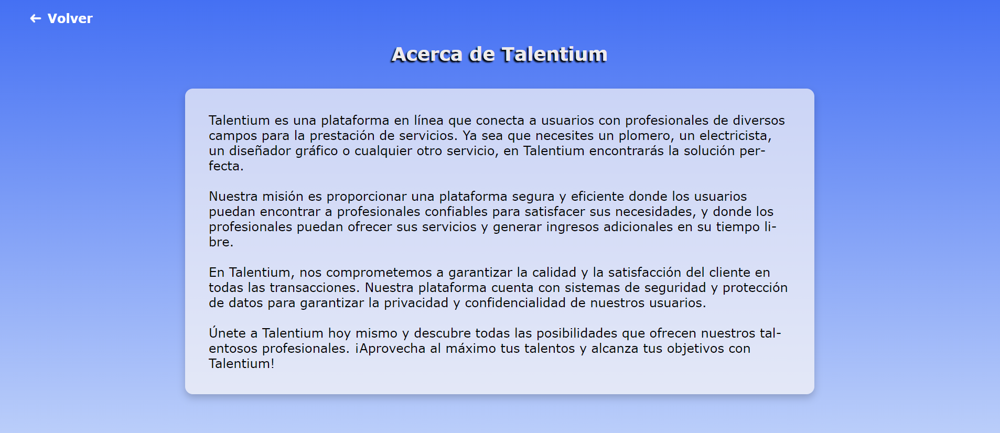 ← Volver
Acerca de Talentium
Talentium es una plataforma en línea que conecta a usuarios con profesionales de diversos
campos para la prestación de servicios. Ya sea que necesites un plomero, un electricista,
un diseñador gráfico o cualquier otro servicio, en Talentium encontrarás la solución per-
fecta.
Nuestra misión es proporcionar una plataforma segura y eficiente donde los usuarios
puedan encontrar a profesionales confiables para satisfacer sus necesidades, y donde los
profesionales puedan ofrecer sus servicios y generar ingresos adicionales en su tiempo li-
bre.
En Talentium, nos comprometemos a garantizar la calidad y la satisfacción del cliente en
todas las transacciones. Nuestra plataforma cuenta con sistemas de seguridad y protección
de datos para garantizar la privacidad y confidencialidad de nuestros usuarios.
Únete a Talentium hoy mismo y descubre todas las posibilidades que ofrecen nuestros tal-
entosos profesionales. ¡Aprovecha al máximo tus talentos y alcanza tus objetivos con
Talentium!